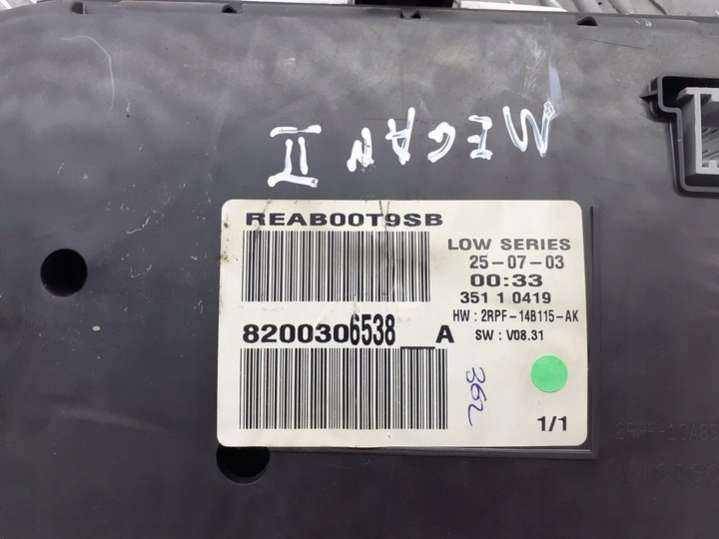 MEGAN
II
REAB00T9SB
LOW SERIES
25-07-03
00:33
351 1 0419
HW : 2RPF-14B115-AK
SW : V08.31
8200306538__A
362
1/1